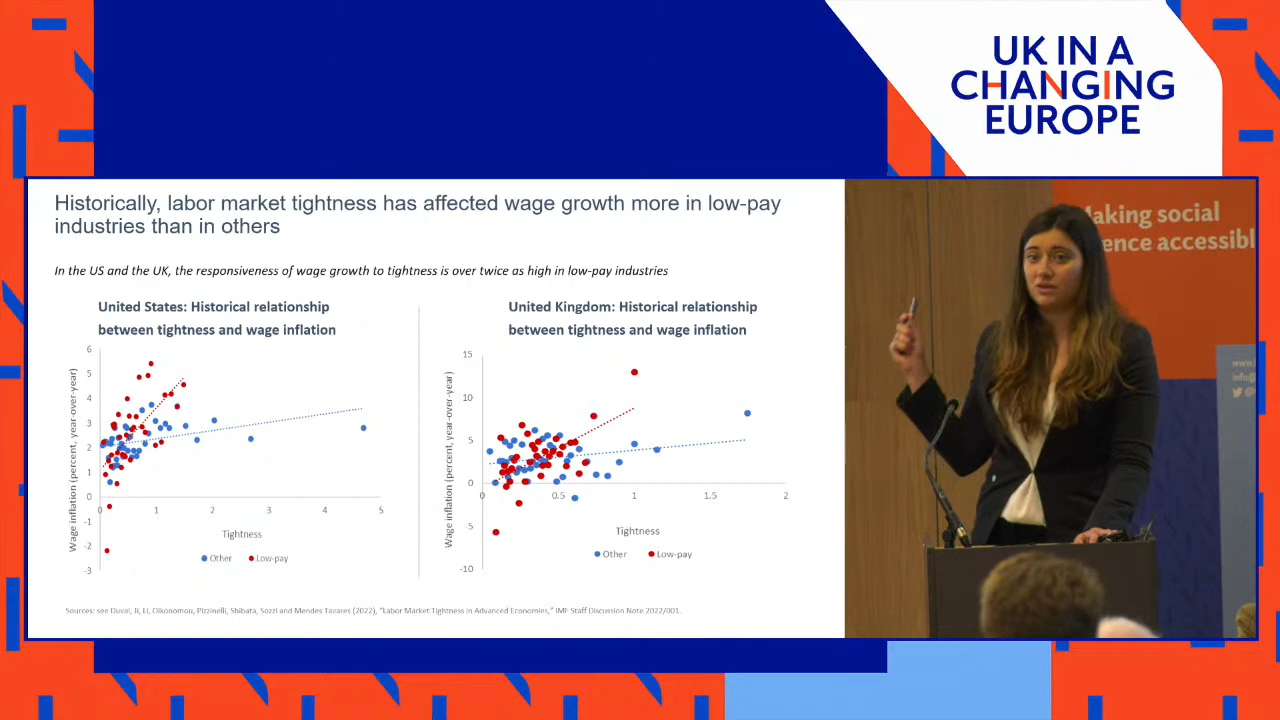 UK IN A
CHANGING
EUROPE
Historically, labor market tightness has affected wage growth more in low-pay
industries than in others
In the US and the UK, the responsiveness of wage growth to tightness is over twice as high in low-pay industries
United States: Historical relationship
between tightness and wage inflation
Wage inflation (percent, year-over-year)
6
5
4
3
2
1
0
-1
-2
-3
0
1
2
3
4
5
Tightness
Other
Low-pay
United Kingdom: Historical relationship
between tightness and wage inflation
Wage inflation (percent, year-over-year)
15
10
5
0
-5
-10
0
0.5
1
1.5
2
Tightness
Other
Low-pay
Sources: see Duval, Ji, Li, Oikonomou, Pizzinelli, Shibata, Sozzi and Mendes Tavares (2022), "Labor Market Tightness in Advanced Economies," IMF Staff Discussion Note 2022/001.
aking social
ence accessibl
info@